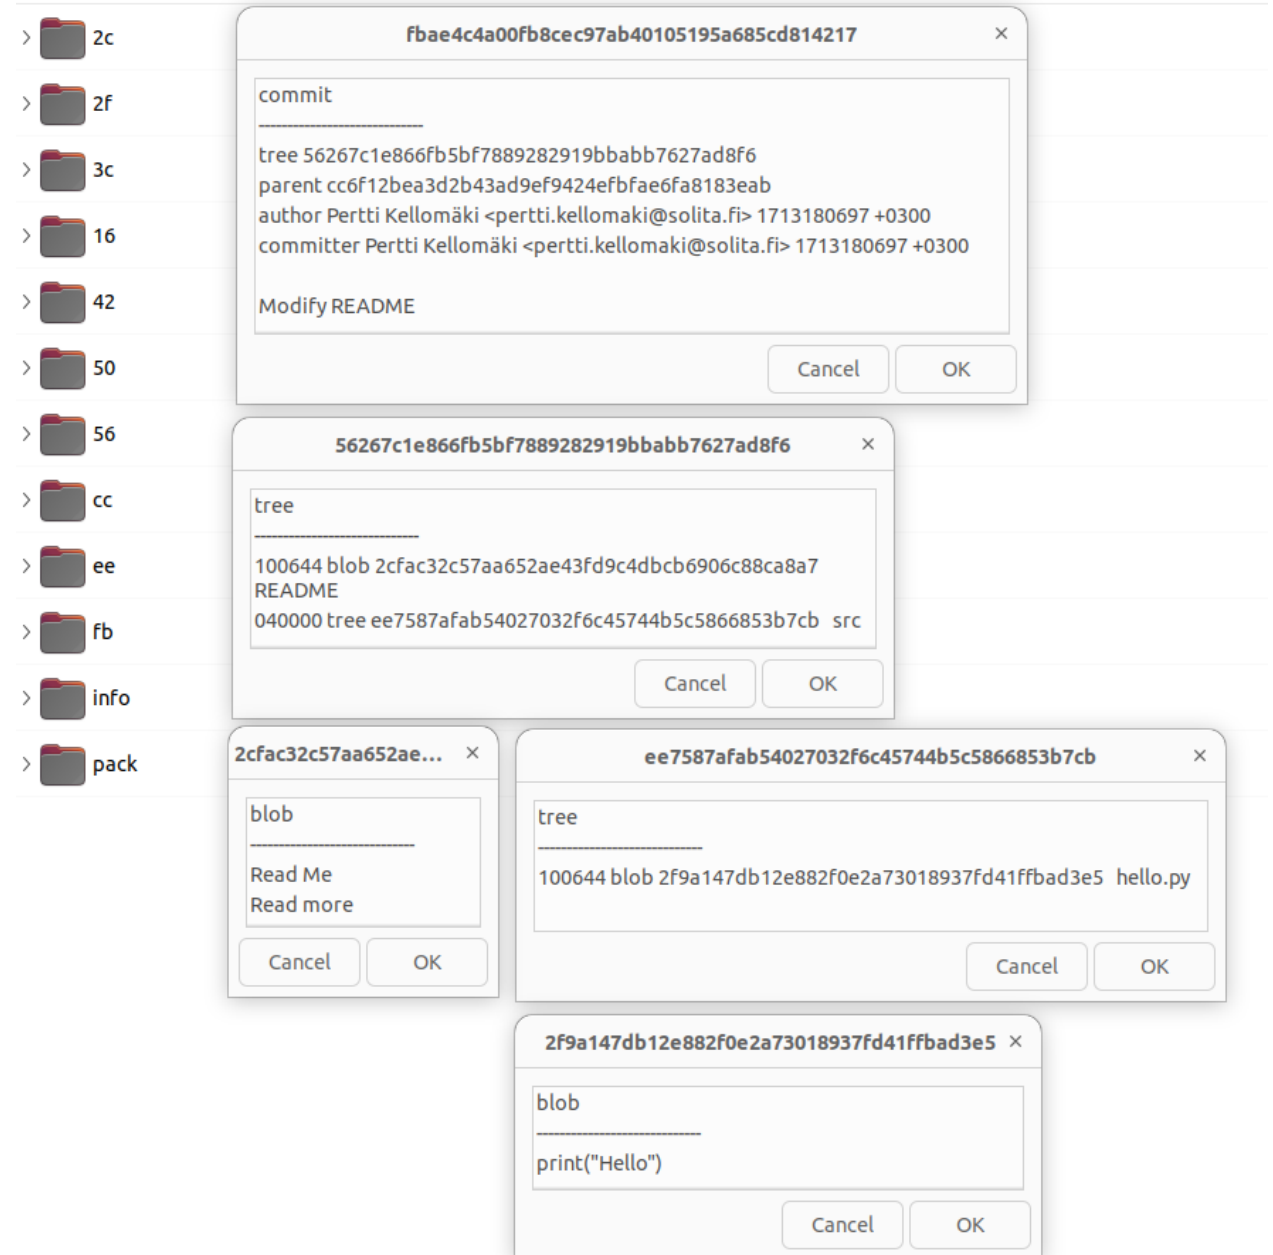 2c
2f
3c
16
42
50
56
cc
ee
fb
info
pack
fbae4c4a00fb8cec97ab40105195a685cd814217
commit
-----------------------------
tree 56267c1e866fb5bf7889282919bbabb7627ad8f6
parent cc6f12bea3d2b43ad9ef9424efbfae6fa8183eab
author Pertti Kellomäki <pertti.kellomaki@solita.fi> 1713180697 +0300
committer Pertti Kellomäki <pertti.kellomaki@solita.fi> 1713180697 +0300
Modify README
Cancel OK
56267c1e866fb5bf7889282919bbabb7627ad8f6
tree
-----------------------------
100644 blob 2cfac32c57aa652ae43fd9c4dbcb6906c88ca8a7
README
040000 tree ee7587afab54027032f6c45744b5c5866853b7cb src
Cancel OK
2cfac32c57aa652ae...
blob
-----------------------------
Read Me
Read more
Cancel OK
ee7587afab54027032f6c45744b5c5866853b7cb
tree
-----------------------------
100644 blob 2f9a147db12e882f0e2a73018937fd41ffbad3e5 hello.py
Cancel OK
2f9a147db12e882f0e2a73018937fd41ffbad3e5
blob
-----------------------------
print("Hello")
Cancel OK